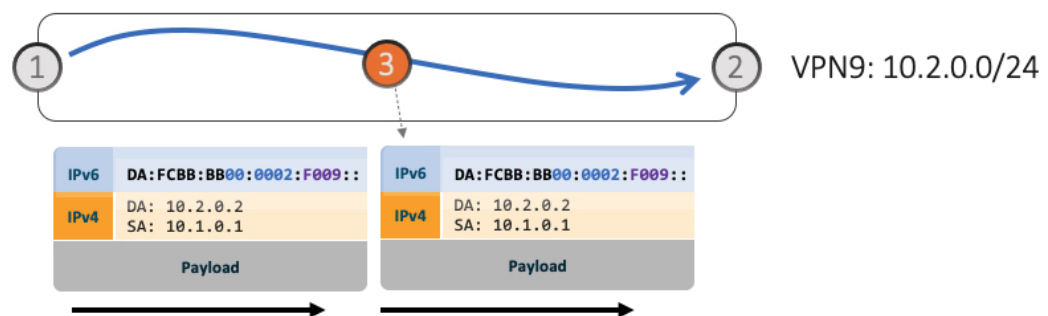 1
3
2
VPN9: 10.2.0.0/24
IPv6
DA:FCBB:BB00:0002:F009::
IPv4
DA: 10.2.0.2
SA: 10.1.0.1
Payload
IPv6
DA:FCBB:BB00:0002:F009::
IPv4
DA: 10.2.0.2
SA: 10.1.0.1
Payload